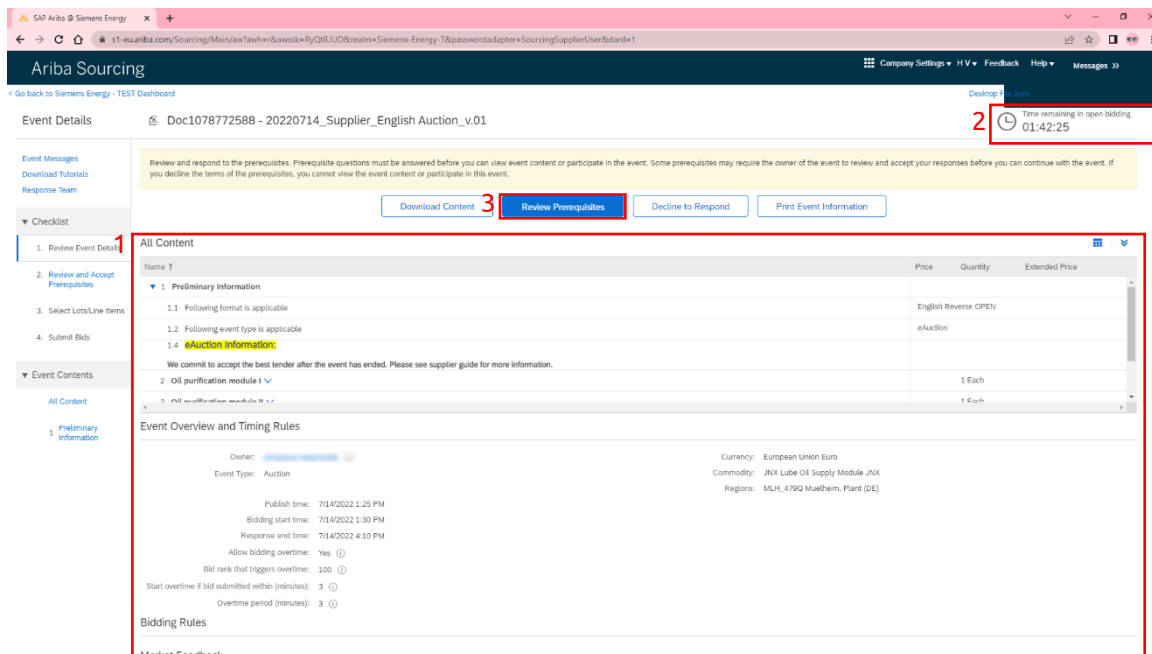 SAP Ariba @ Siemens Energy
s1-eu.ariba.com/Sourcing/Main/aw?awh=r&awssk=RyQtRJUO&realm=Siemens-Energy-T&passwordadapter=SourcingSupplierUser&dard=1
Ariba Sourcing
Company Settings H V Feedback Help Messages >>
< Go back to Siemens Energy - TEST Dashboard
Desktop File Sync
Event Details
Doc1078772588 - 20220714_Supplier_English Auction_v.01
2
Time remaining in open bidding
01:42:25
Event Messages
Download Tutorials
Response Team
Review and respond to the prerequisites. Prerequisite questions must be answered before you can view event content or participate in the event. Some prerequisites may require the owner of the event to review and accept your responses before you can continue with the event. If
you decline the terms of the prerequisites, you cannot view the event content or participate in this event.
Download Content
3
Review Prerequisites
Decline to Respond
Print Event Information
Checklist
1. Review Event Details
2. Review and Accept
Prerequisites
3. Select Lots/Line Items
4. Submit Bids
Event Contents
All Content
1 Preliminary
Information
1
All Content
Name ↑ Price Quantity Extended Price
1 Preliminary Information
1.1 Following format is applicable English Reverse OPEN
1.2 Following event type is applicable eAuction
1.4 eAuction Information:
We commit to accept the best tender after the event has ended. Please see supplier guide for more information.
2 Oil purification module I 1 Each
3 Oil purification module II 1 Each
Event Overview and Timing Rules
Owner:
Event Type: Auction
Currency: European Union Euro
Commodity: JNX Lube Oil Supply Module JNX
Regions: MLH_479Q Muelheim, Plant (DE)
Publish time: 7/14/2022 1:25 PM
Bidding start time: 7/14/2022 1:30 PM
Response end time: 7/14/2022 4:10 PM
Allow bidding overtime: Yes
Bid rank that triggers overtime: 100
Start overtime if bid submitted within (minutes): 3
Overtime period (minutes): 3
Bidding Rules
Market Feedback